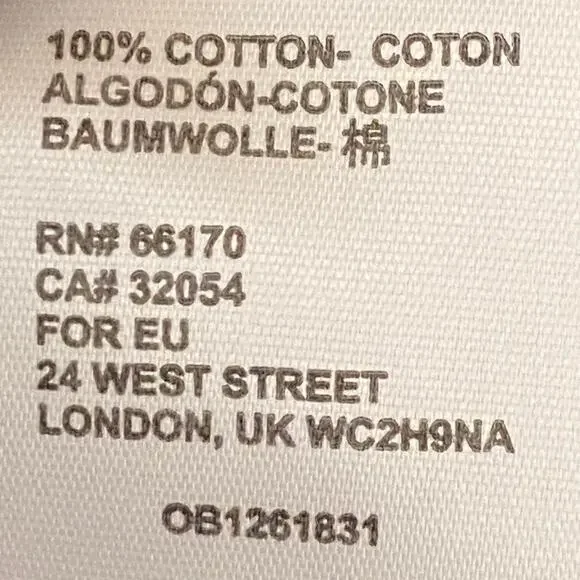 100% COTTON- COTON
ALGODÓN-COTONE
BAUMWOLLE- 棉
RN# 66170
CA# 32054
FOR EU
24 WEST STREET
LONDON, UK WC2H9NA
OB1261831